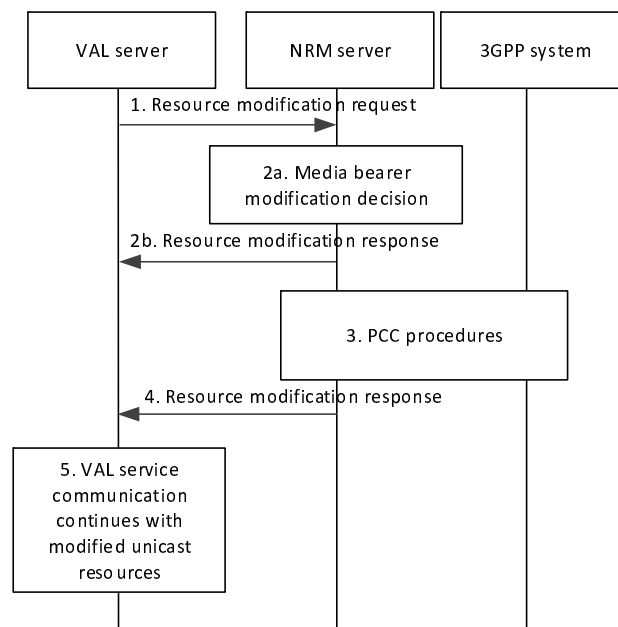 VAL server
NRM server
3GPP system
1. Resource modification request
2a. Media bearer
modification decision
2b. Resource modification response
3. PCC procedures
4. Resource modification response
5. VAL service
communication
continues with
modified unicast
resources